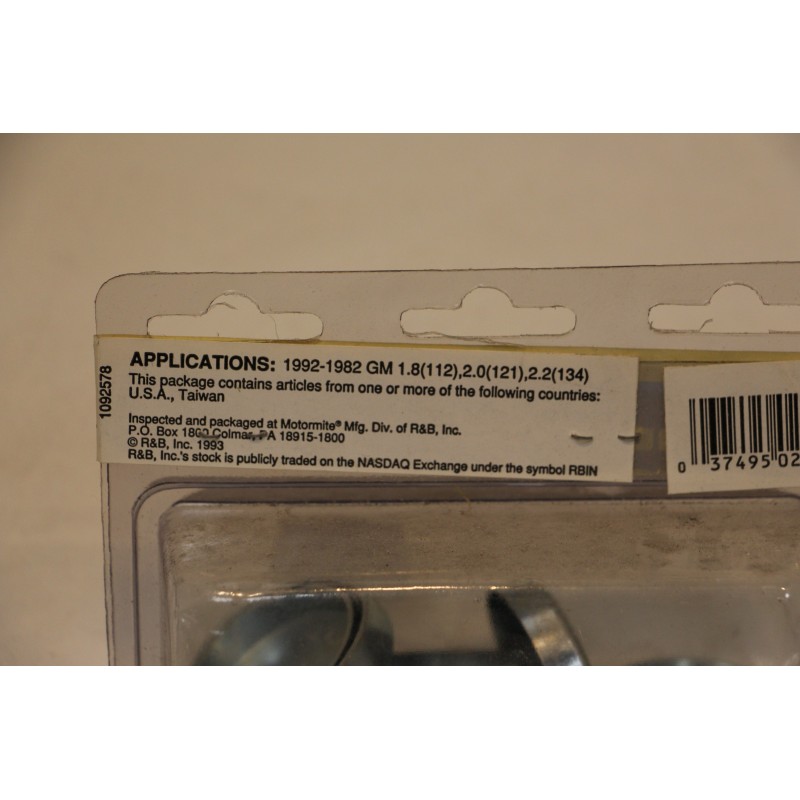 APPLICATIONS: 1992-1982 GM 1.8(112),2.0(121),2.2(134)
This package contains articles from one or more of the following countries:
U.S.A., Taiwan
Inspected and packaged at Motormite® Mfg. Div. of R&B, Inc.
P.O. Box 1800 Colmar, PA 18915-1800
© R&B, Inc. 1993
R&B, Inc.'s stock is publicly traded on the NASDAQ Exchange under the symbol RBIN
1092578
0 37495 02